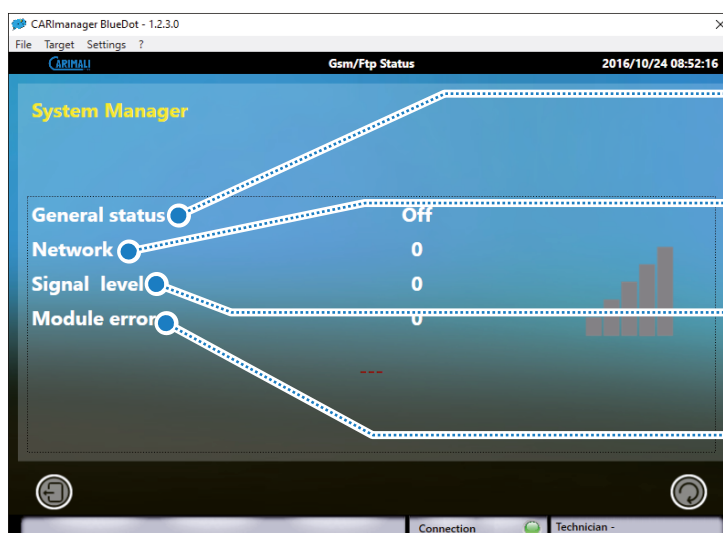 CARImanager BlueDot - 1.2.3.0
File Target Settings ?
CARIMALI Gsm/Ftp Status 2016/10/24 08:52:16
System Manager
General status Off
Network 0
Signal level 0
Module error 0
---
Connection Technician -